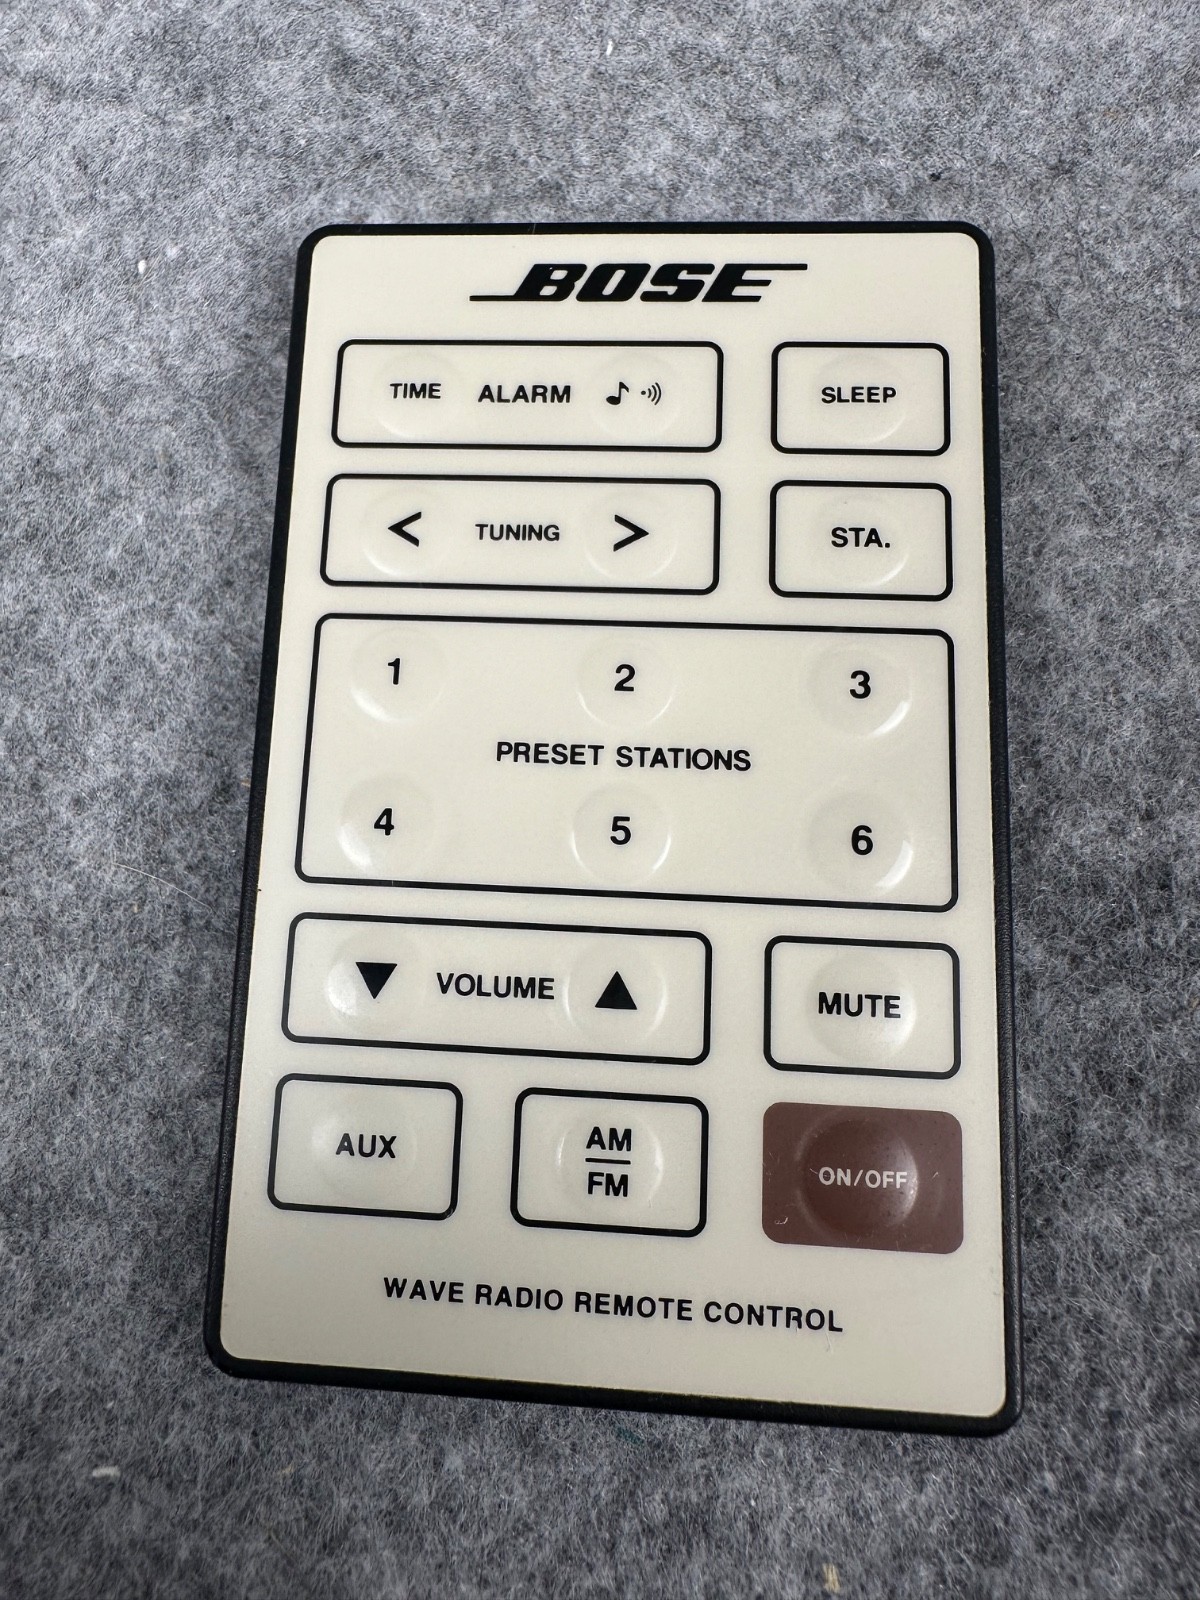 BOSE
TIME ALARM SLEEP
< TUNING > STA.
1 2 3
PRESET STATIONS
4 5 6
VOLUME MUTE
AUX AM ON/OFF
FM
WAVE RADIO REMOTE CONTROL